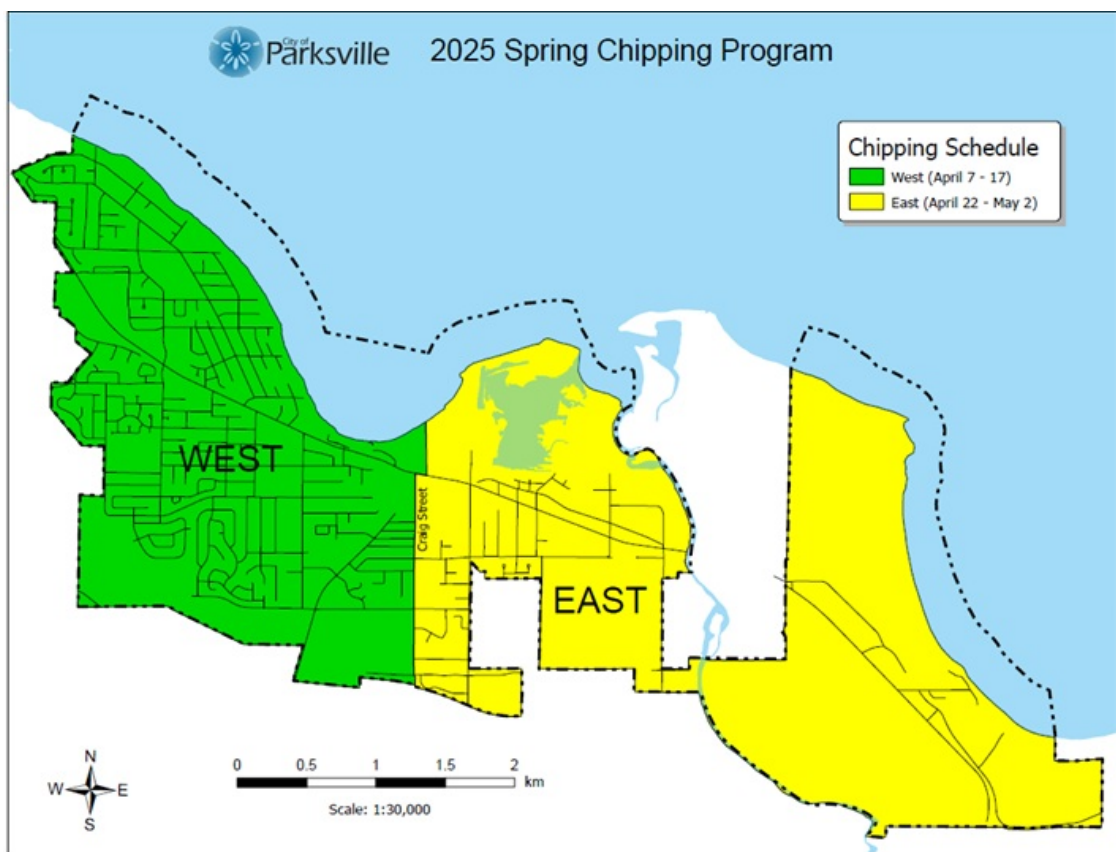 City of
Parksville
2025 Spring Chipping Program
Chipping Schedule
West (April 7 - 17)
East (April 22 - May 2)
WEST
Craig Street
EAST
N
W E
S
0 0.5 1 1.5 2
km
Scale: 1:30,000